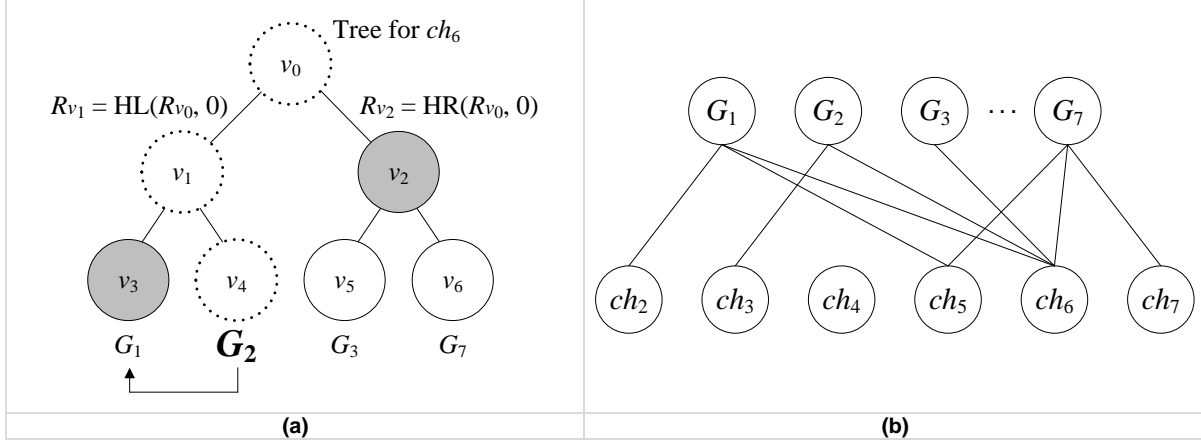 Tree for ch6
v0
Rv1 = HL(Rv0, 0)
Rv2 = HR(Rv0, 0)
v1
v2
v3
v4
v5
v6
G1
G2
G3
G7
(a)
G1
G2
G3
···
G7
ch2
ch3
ch4
ch5
ch6
ch7
(b)